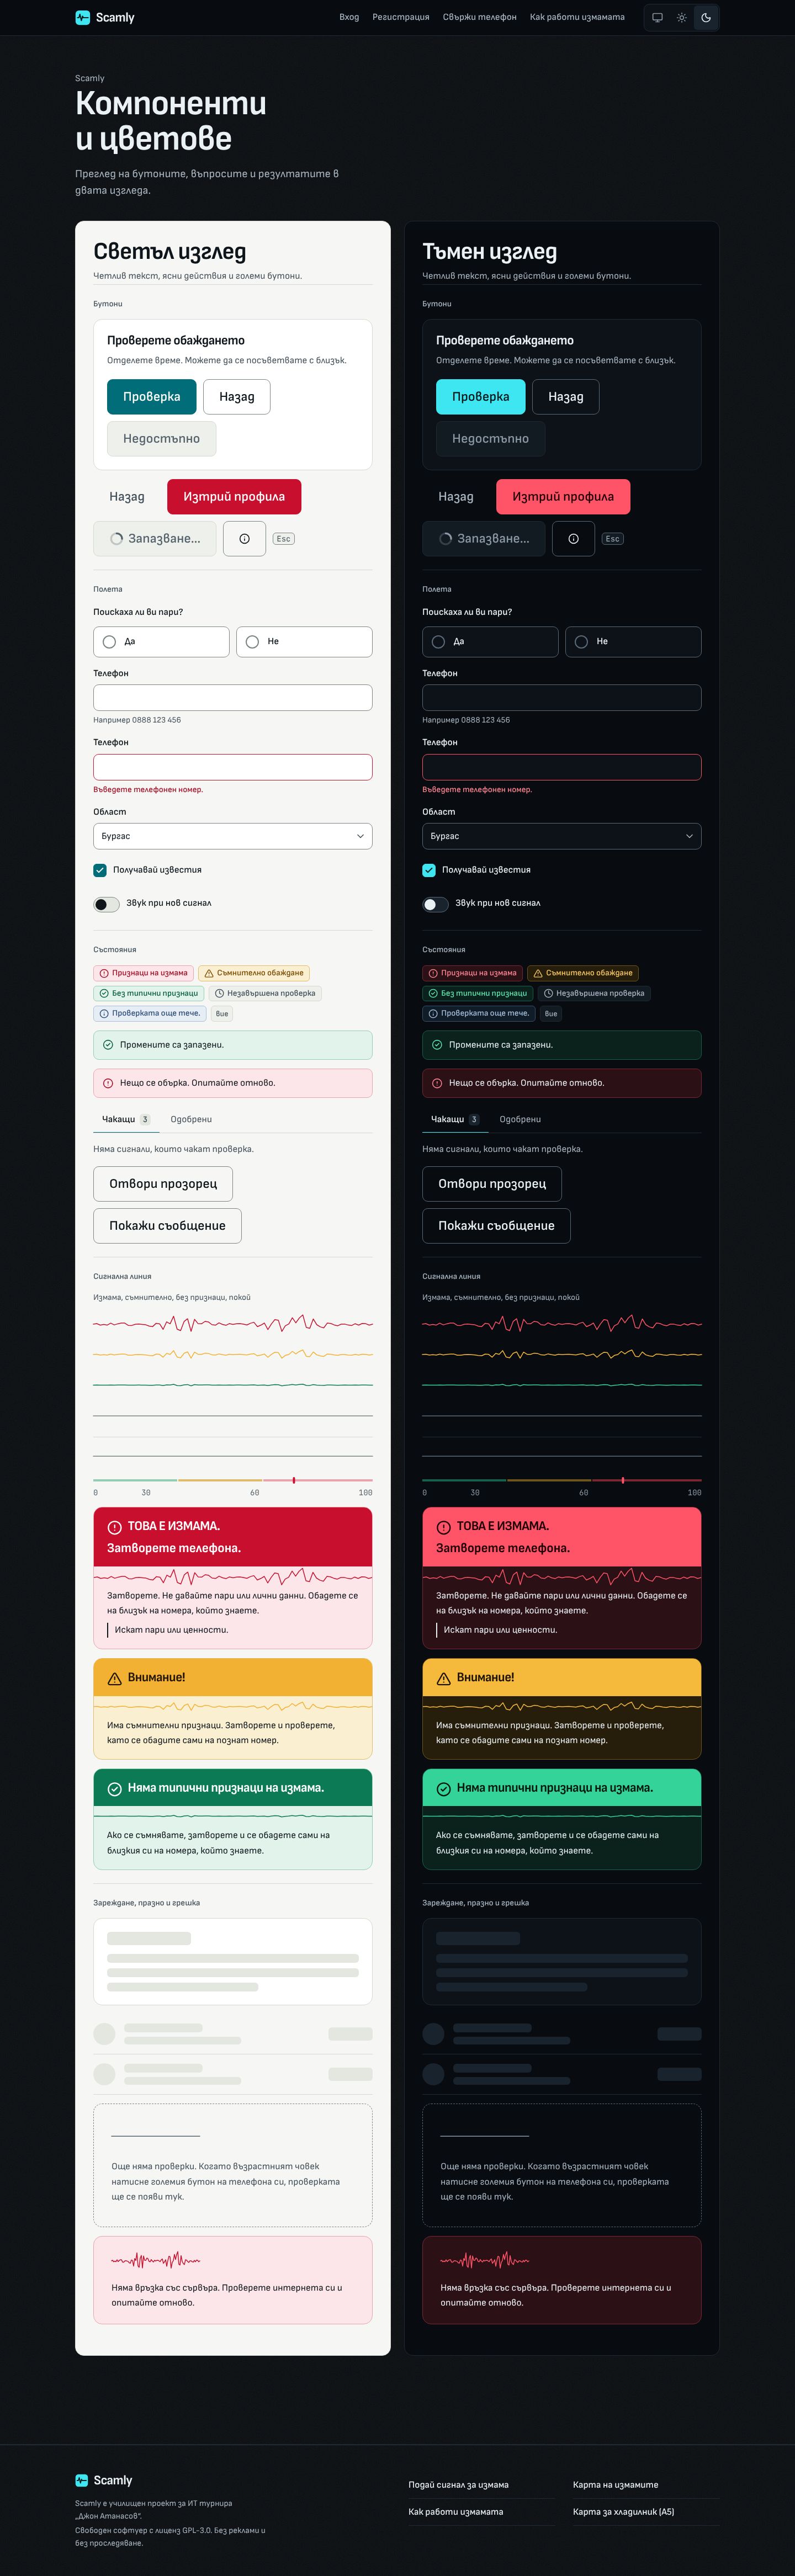 Scamly
Вход
Регистрация
Свържи телефон
Как работи измамата
Scamly
Компоненти
и цветове
Преглед на бутоните, въпросите и резултатите в
двата изгледа.
Светъл изглед
Четлив текст, ясни действия и големи бутони.
Бутони
Проверете обаждането
Отделете време. Можете да се посъветвате с близък.
Проверка
Назад
Недостъпно
Назад
Изтрий профила
Запазване...
Esc
Полета
Поискаха ли ви пари?
Да
Не
Телефон
Например 0888 123 456
Телефон
Въведете телефонен номер.
Област
Бургас
Получавай известия
Звук при нов сигнал
Състояния
Признаци на измама
Съмнително обаждане
Без типични признаци
Незавършена проверка
Проверката още тече.
вие
Промените са запазени.
Нещо се обърка. Опитайте отново.
Чакащи 3
Одобрени
Няма сигнали, които чакат проверка.
Отвори прозорец
Покажи съобщение
Сигнална линия
Измама, съмнително, без признаци, покой
0 30 60 100
ТОВА Е ИЗМАМА.
Затворете телефона.
Затворете. Не давайте пари или лични данни. Обадете се
на близък на номера, който знаете.
Искат пари или ценности.
Внимание!
Има съмнителни признаци. Затворете и проверете,
като се обадите сами на познат номер.
Няма типични признаци на измама.
Ако се съмнявате, затворете и се обадете сами на
близкия си на номера, който знаете.
Зареждане, празно и грешка
Още няма проверки. Когато възрастният човек
натисне големия бутон на телефона си, проверката
ще се появи тук.
Няма връзка със сървъра. Проверете интернета си и
опитайте отново.
Тъмен изглед
Четлив текст, ясни действия и големи бутони.
Бутони
Проверете обаждането
Отделете време. Можете да се посъветвате с близък.
Проверка
Назад
Недостъпно
Назад
Изтрий профила
Запазване...
Esc
Полета
Поискаха ли ви пари?
Да
Не
Телефон
Например 0888 123 456
Телефон
Въведете телефонен номер.
Област
Бургас
Получавай известия
Звук при нов сигнал
Състояния
Признаци на измама
Съмнително обаждане
Без типични признаци
Незавършена проверка
Проверката още тече.
вие
Промените са запазени.
Нещо се обърка. Опитайте отново.
Чакащи 3
Одобрени
Няма сигнали, които чакат проверка.
Отвори прозорец
Покажи съобщение
Сигнална линия
Измама, съмнително, без признаци, покой
0 30 60 100
ТОВА Е ИЗМАМА.
Затворете телефона.
Затворете. Не давайте пари или лични данни. Обадете се
на близък на номера, който знаете.
Искат пари или ценности.
Внимание!
Има съмнителни признаци. Затворете и проверете,
като се обадите сами на познат номер.
Няма типични признаци на измама.
Ако се съмнявате, затворете и се обадете сами на
близкия си на номера, който знаете.
Зареждане, празно и грешка
Още няма проверки. Когато възрастният човек
натисне големия бутон на телефона си, проверката
ще се появи тук.
Няма връзка със сървъра. Проверете интернета си и
опитайте отново.
Scamly
Scamly е училищен проект за ИТ турнира
„Джон Атанасов“.
Свободен софтуер с лиценз GPL-3.0. Без реклами и
без проследяване.
Подай сигнал за измама
Карта на измамите
Как работи измамата
Карта за хладилник (A5)